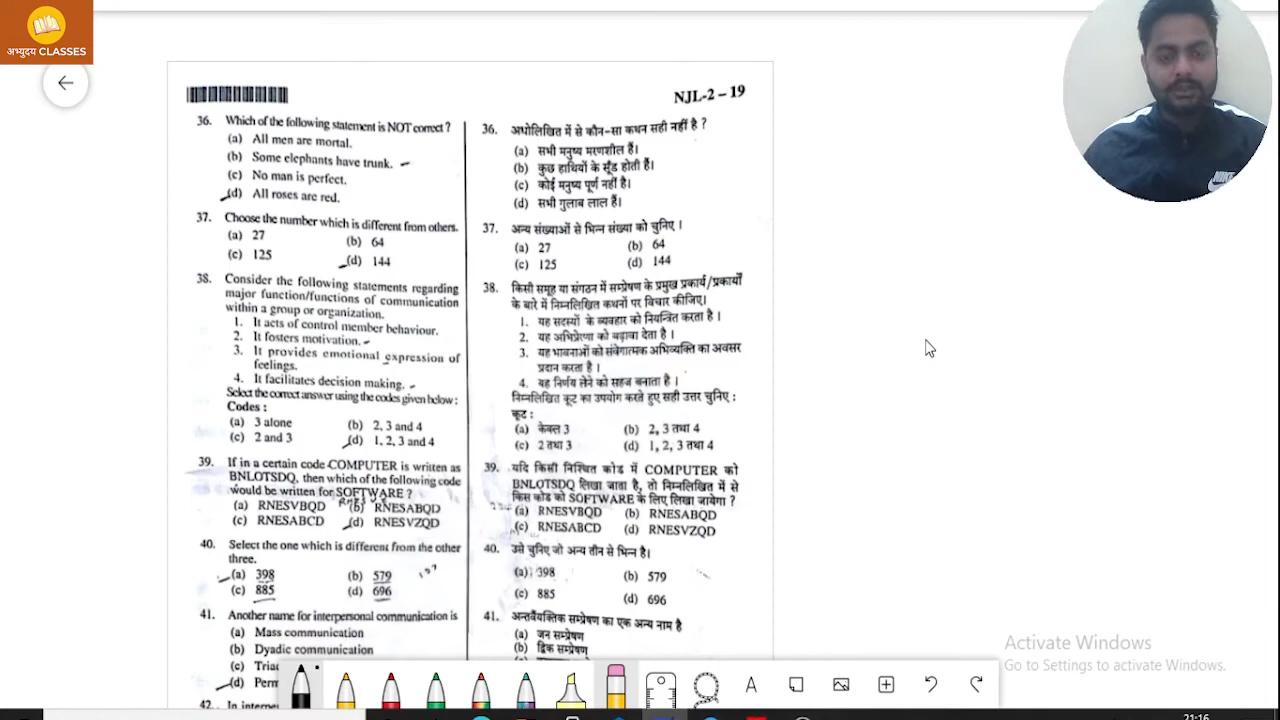 अभ्युदय CLASSES
NJL-2 – 19
36. Which of the following statement is NOT correct ?
(a) All men are mortal.
(b) Some elephants have trunk.
(c) No man is perfect.
(d) All roses are red.
37. Choose the number which is different from others.
(a) 27 (b) 64
(c) 125 (d) 144
38. Consider the following statements regarding
major function/functions of communication
within a group or organization.
1. It acts of control member behaviour.
2. It fosters motivation.
3. It provides emotional expression of
feelings.
4. It facilitates decision making.
Select the correct answer using the codes given below :
Codes :
(a) 3 alone (b) 2, 3 and 4
(c) 2 and 3 (d) 1, 2, 3 and 4
39. If in a certain code COMPUTER is written as
BNLOTSDQ, then which of the following code
would be written for SOFTWARE ?
(a) RNESVBQD (b) RNESABQD
(c) RNESABCD (d) RNESVZQD
40. Select the one which is different from the other
three.
(a) 398 (b) 579
(c) 885 (d) 696
41. Another name for interpersonal communication is
(a) Mass communication
(b) Dyadic communication
(c)
(d)
42.
36. अधोलिखित में से कौन-सा कथन सही नहीं है ?
(a) सभी मनुष्य मरणशील हैं।
(b) कुछ हाथियों के सूँड होती हैं।
(c) कोई मनुष्य पूर्ण नहीं है।
(d) सभी गुलाब लाल हैं।
37. अन्य संख्याओं से भिन्न संख्या को चुनिए ।
(a) 27 (b) 64
(c) 125 (d) 144
38. किसी समूह या संगठन में सम्प्रेषण के प्रमुख प्रकार्य/प्रकार्यों
के बारे में निम्नलिखित कथनों पर विचार कीजिए।
1. यह सदस्यों के व्यवहार को नियन्त्रित करता है ।
2. यह अभिप्रेरणा को बढ़ावा देता है ।
3. यह भावनाओं को संवेगात्मक अभिव्यक्ति का अवसर
प्रदान करता है ।
4. यह निर्णय लेने को सहज बनाता है ।
निम्नलिखित कूट का उपयोग करते हुए सही उत्तर चुनिए :
कूट :
(a) केवल 3 (b) 2, 3 तथा 4
(c) 2 तथा 3 (d) 1, 2, 3 तथा 4
39. यदि किसी निश्चित कोड में COMPUTER को
BNLOTSDQ लिखा जाता है, तो निम्नलिखित में से
किस कोड को SOFTWARE के लिए लिखा जायेगा ?
(a) RNESVBQD (b) RNESABQD
(c) RNESABCD (d) RNESVZQD
40. उसे चुनिए जो अन्य तीन से भिन्न है।
(a) 398 (b) 579
(c) 885 (d) 696
41. अन्तर्वैयक्तिक सम्प्रेषण का एक अन्य नाम है
(a) जन सम्प्रेषण
(b) द्विक सम्प्रेषण
NIKE
Activate Windows
Go to Settings to activate Windows.
21:16